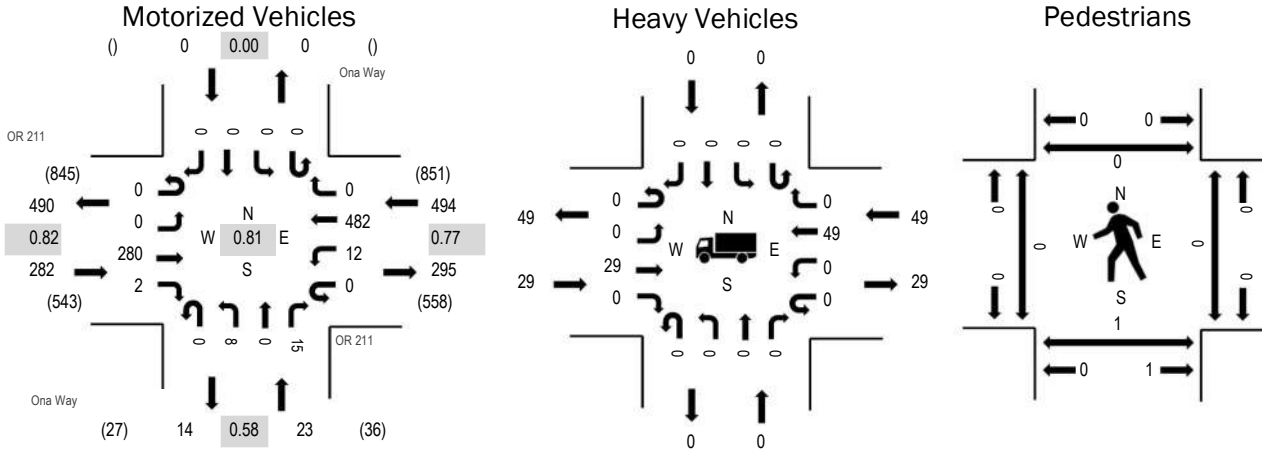 Motorized Vehicles
() 0 0.00 0 ()
Ona Way
OR 211
0 0 0 0
(845) (851)
0 0
490 494
0 482
N
0.82 W 0.81 E 0.77
280 12
282 S 295
2 0
(543) (558)
0 8 0 15
OR 211
Ona Way
(27) 14 0.58 23 (36)
Heavy Vehicles
0 0
0 0 0 0
0 0
49 N 49
0 49
W E
29 0
29 S 29
0 0
0 0 0 0
0 0
Pedestrians
0 0
0
N
0 0
W E
0 0
0 0
S
1
0 1